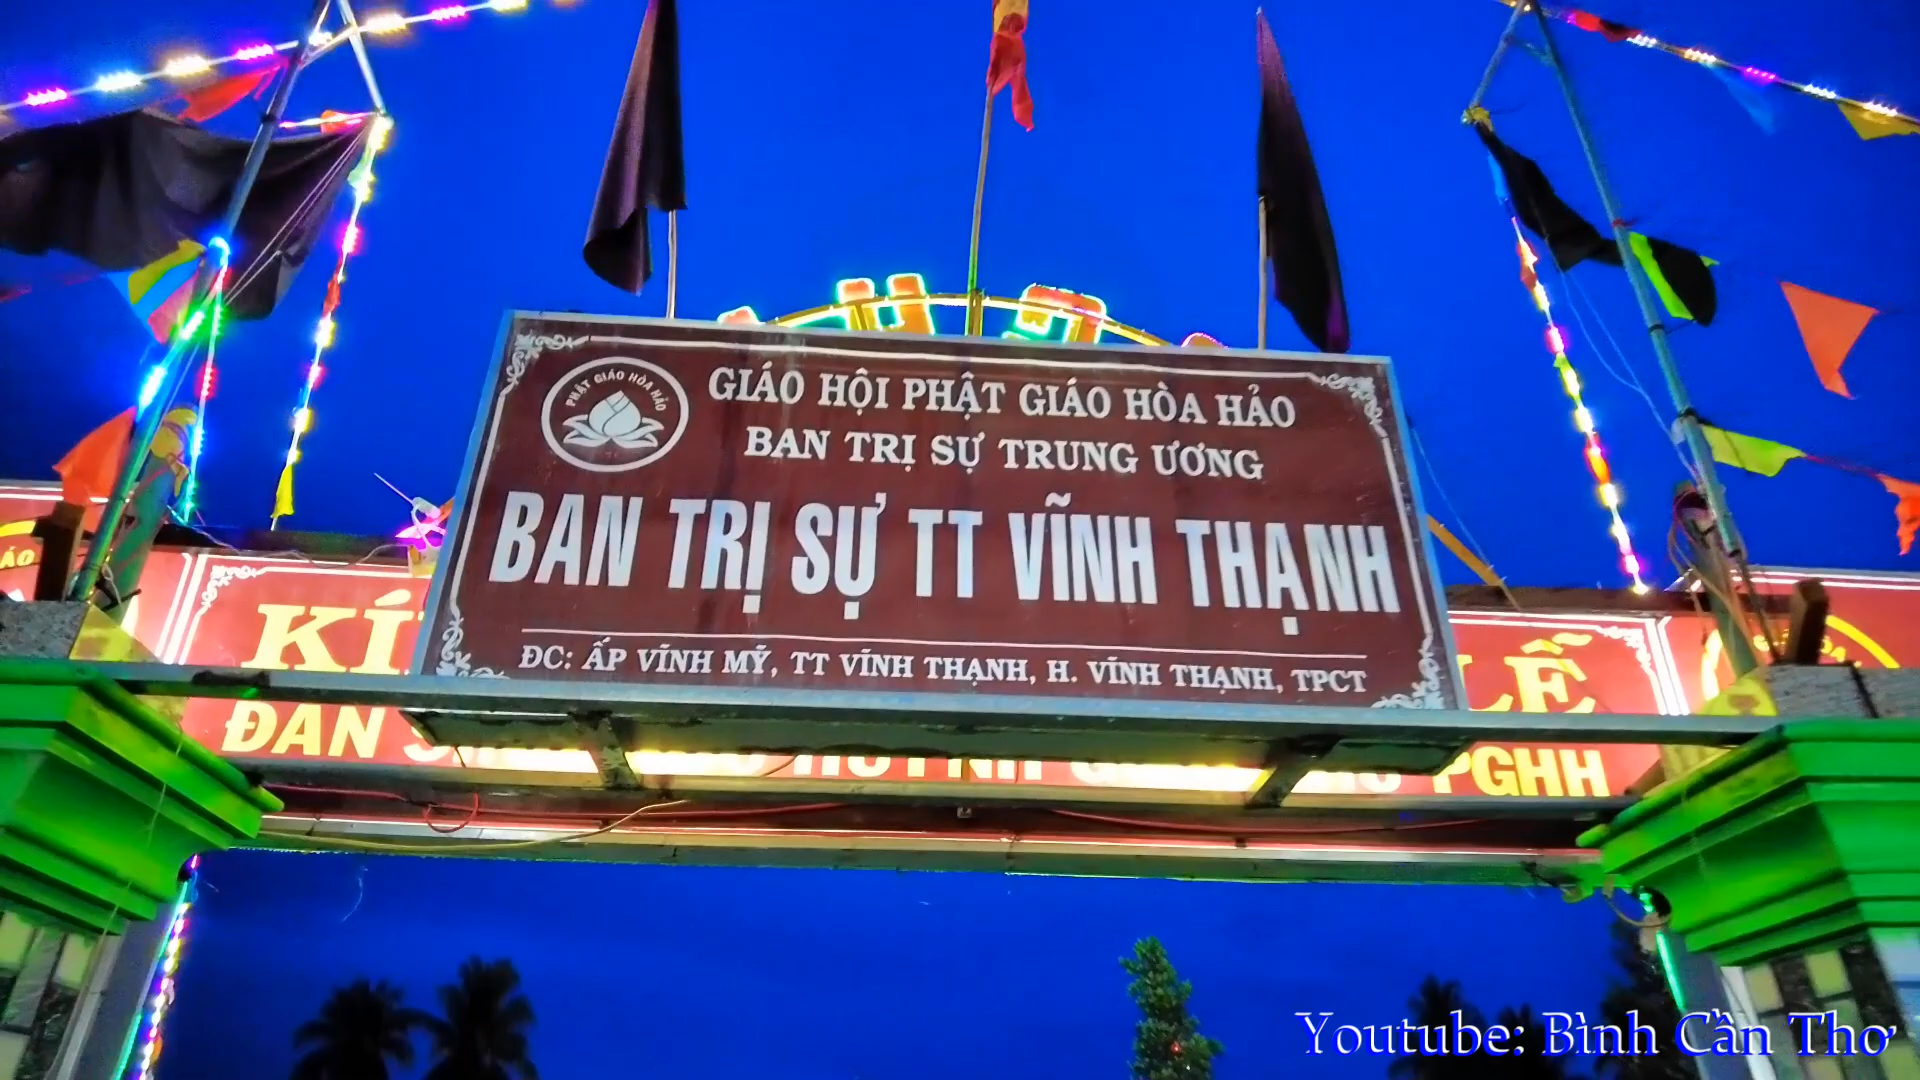 PHẬT GIÁO HÒA HẢO
GIÁO HỘI PHẬT GIÁO HÒA HẢO
BAN TRỊ SỰ TRUNG ƯƠNG
BAN TRỊ SỰ TT VĨNH THẠNH
ĐC: ẤP VĨNH MỸ, TT VĨNH THẠNH, H. VĨNH THẠNH, TPCT
LỄ
ĐAN HUỲNH PGHH
Youtube: Bình Cần Thơ